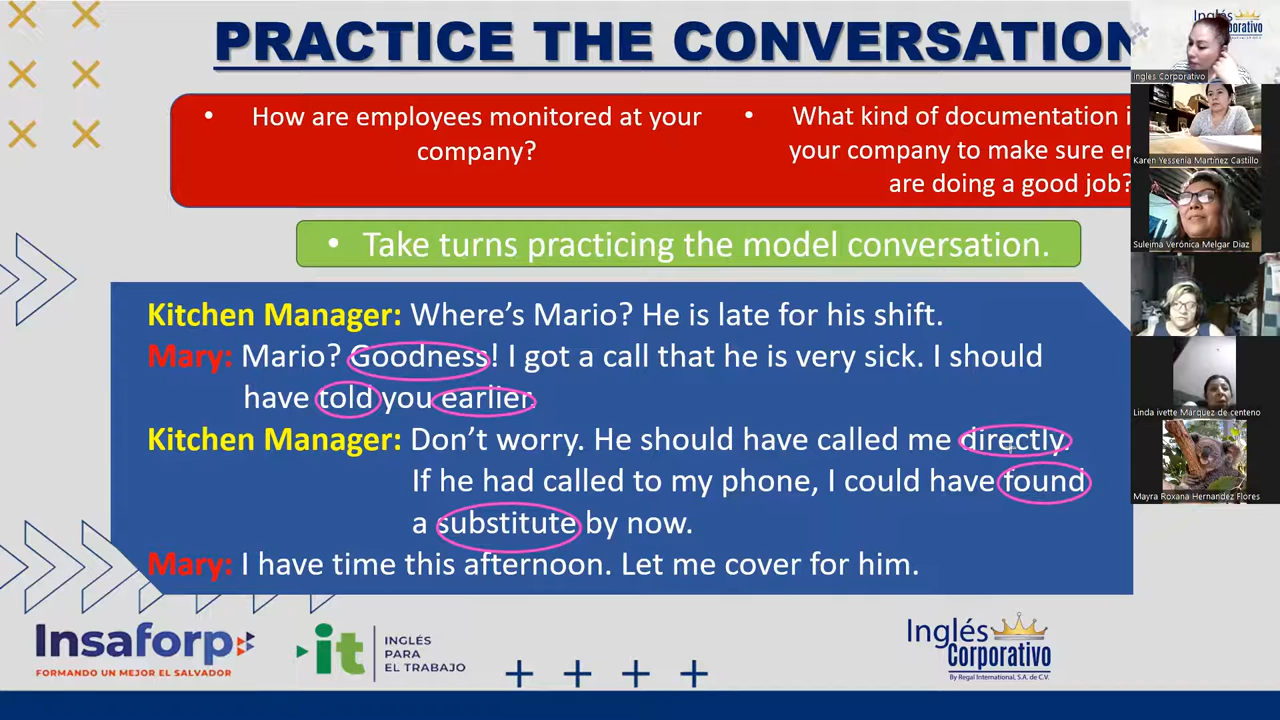 PRACTICE THE CONVERSATION
• How are employees monitored at your
company?
• What kind of documentation i
your company to make sure e
are doing a good job?
• Take turns practicing the model conversation.
Kitchen Manager: Where's Mario? He is late for his shift.
Mary: Mario? Goodness! I got a call that he is very sick. I should
have told you earlier.
Kitchen Manager: Don't worry. He should have called me directly.
If he had called to my phone, I could have found
a substitute by now.
Mary: I have time this afternoon. Let me cover for him.
Insaforp
FORMANDO UN MEJOR EL SALVADOR
it
INGLÉS
PARA
EL TRABAJO
Inglés
Corporativo
By Regal International, S.A. de C.V.
Inglés
Corporativo
Ingles Corporativo
Karen Yessenia Martinez Castillo
Suleima Verónica Melgar Diaz
Linda ivette Marquez de centeno
Mayra Roxana Hernandez Flores